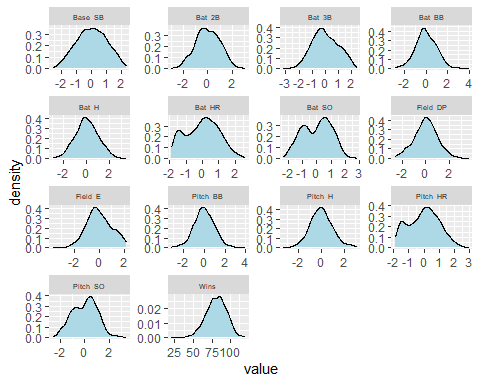 Base SB Bat 2B Bat 3B Bat BB
0.3 0.2 0.1 0.0 0.4 0.3 0.2 0.1 0.0 0.4 0.3 0.2 0.1 0.0 0.4 0.3 0.2 0.1 0.0
-2 -1 0 1 2 -2 0 2 -3 -2 -1 0 1 2 -2 0 2 4
Bat H Bat HR Bat SO Field DP
0.4 0.3 0.2 0.1 0.0 0.3 0.2 0.1 0.0 0.3 0.2 0.1 0.0 0.4 0.3 0.2 0.1 0.0
-2 0 2 -2 -1 0 1 2 -2 -1 0 1 2 3 -2 0 2
density
Field E Pitch BB Pitch H Pitch HR
0.4 0.3 0.2 0.1 0.0 0.4 0.3 0.2 0.1 0.0 0.4 0.3 0.2 0.1 0.0 0.4 0.3 0.2 0.1 0.0
-2 0 2 -2 0 2 4 -2 0 2 -2 -1 0 1 2 3
Pitch SO Wins
0.4 0.3 0.2 0.1 0.0 0.02 0.01 0.00
-2 0 2 25 50 75 100
value